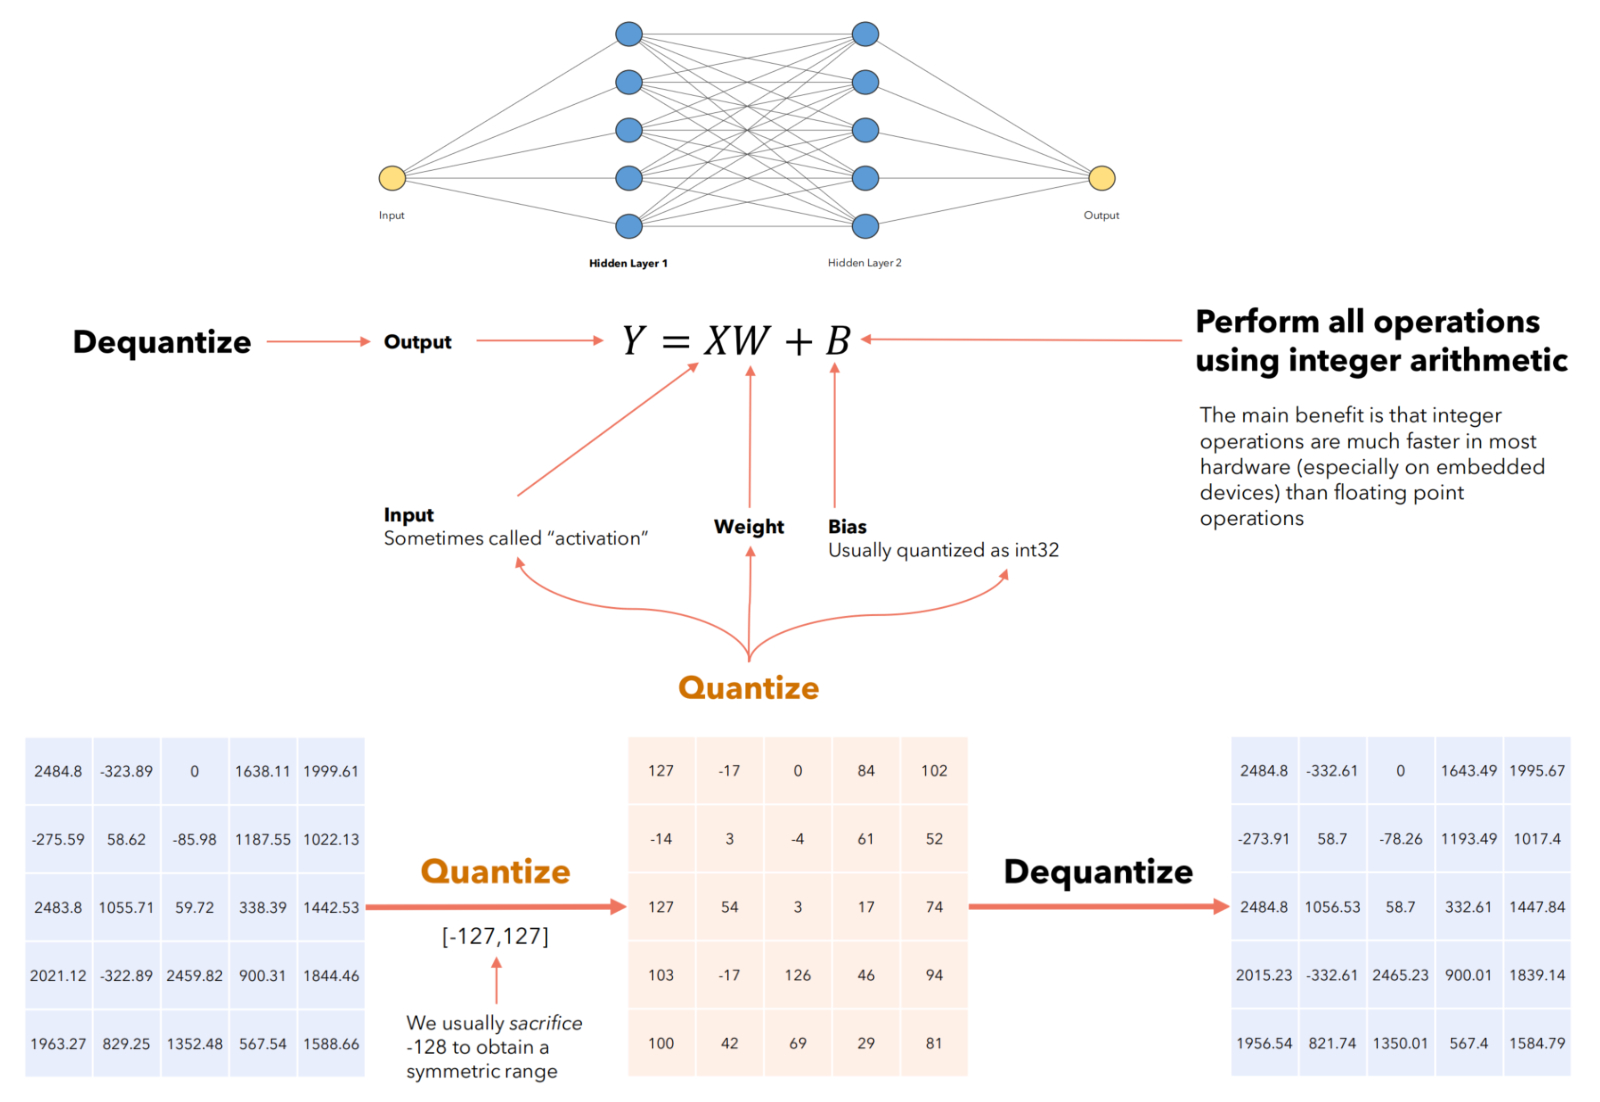 Input
Output
Hidden Layer 1
Hidden Layer 2
Dequantize
Output
Y = XW + B
Perform all operations
using integer arithmetic
The main benefit is that integer
operations are much faster in most
hardware (especially on embedded
devices) than floating point
operations
Input
Sometimes called “activation”
Weight
Bias
Usually quantized as int32
Quantize
2484.8 -323.89 0 1638.11 1999.61
-275.59 58.62 -85.98 1187.55 1022.13
2483.8 1055.71 59.72 338.39 1442.53
2021.12 -322.89 2459.82 900.31 1844.46
1963.27 829.25 1352.48 567.54 1588.66
Quantize
[-127,127]
We usually sacrifice
-128 to obtain a
symmetric range
127 -17 0 84 102
-14 3 -4 61 52
127 54 3 17 74
103 -17 126 46 94
100 42 69 29 81
Dequantize
2484.8 -332.61 0 1643.49 1995.67
-273.91 58.7 -78.26 1193.49 1017.4
2484.8 1056.53 58.7 332.61 1447.84
2015.23 -332.61 2465.23 900.01 1839.14
1956.54 821.74 1350.01 567.4 1584.79